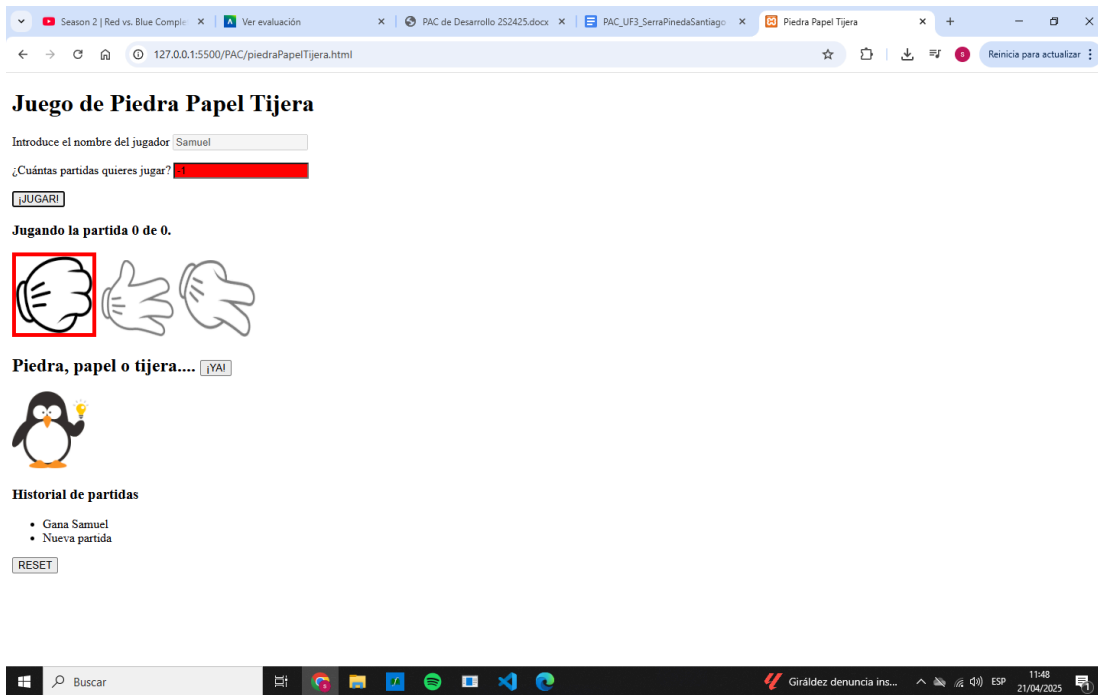 Season 2 | Red vs. Blue Comple
Ver evaluación
PAC de Desarrollo 2S2425.docx
PAC_UF3_SerraPinedaSantiago
Piedra Papel Tijera
127.0.0.1:5500/PAC/piedraPapelTijera.html
s
Reinicia para actualizar
Juego de Piedra Papel Tijera
Introduce el nombre del jugador Samuel
¿Cuántas partidas quieres jugar? -1
¡JUGAR!
Jugando la partida 0 de 0.
Piedra, papel o tijera.... ¡YA!
Historial de partidas
• Gana Samuel
• Nueva partida
RESET
Buscar
Giráldez denuncia ins...
ESP
11:48
21/04/2025
1